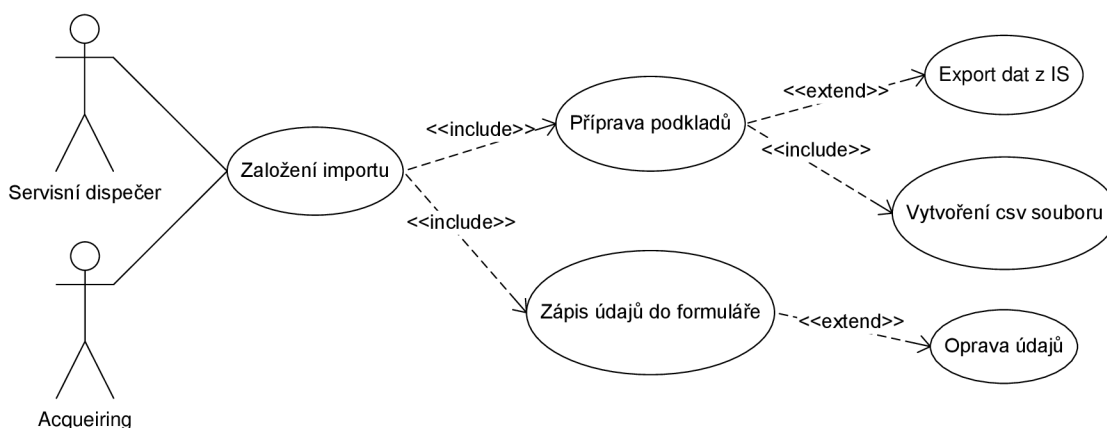 Export dat z IS
<<extend>>
<<include>>
Příprava podkladů
<<include>>
Založení importu
Servisní dispečer
Vytvoření csv souboru
<<include>>
Zápis údajů do formuláře
<<extend>>
Oprava údajů
Acqueiring